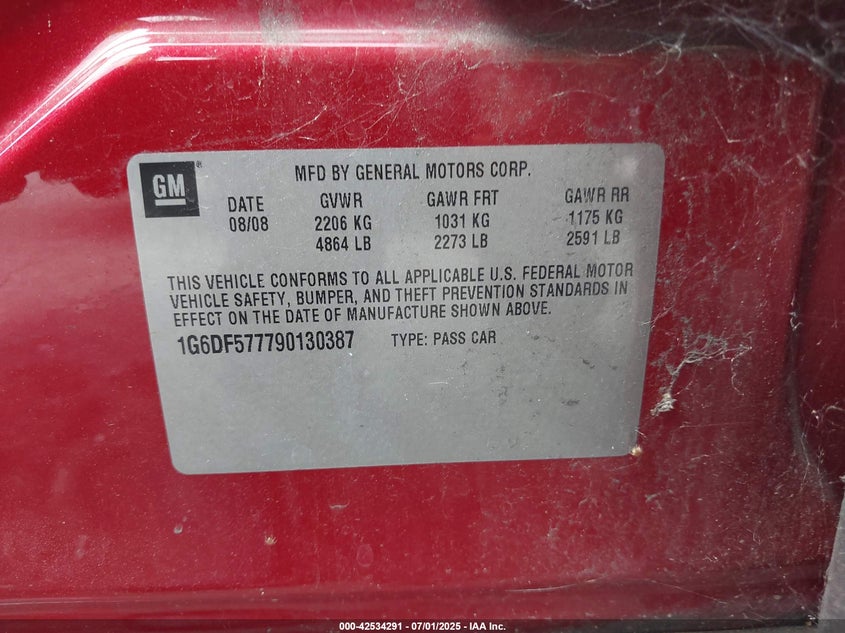 GM®
MFD BY GENERAL MOTORS CORP.
DATE GVWR GAWR FRT GAWR RR
08/08 2206 KG 1031 KG 1175 KG
4864 LB 2273 LB 2591 LB
THIS VEHICLE CONFORMS TO ALL APPLICABLE U.S. FEDERAL MOTOR
VEHICLE SAFETY, BUMPER, AND THEFT PREVENTION STANDARDS IN
EFFECT ON THE DATE OF MANUFACTURE SHOWN ABOVE.
1G6DF577790130387 TYPE: PASS CAR
000-42534291 - 07/01/2025 - IAA Inc.